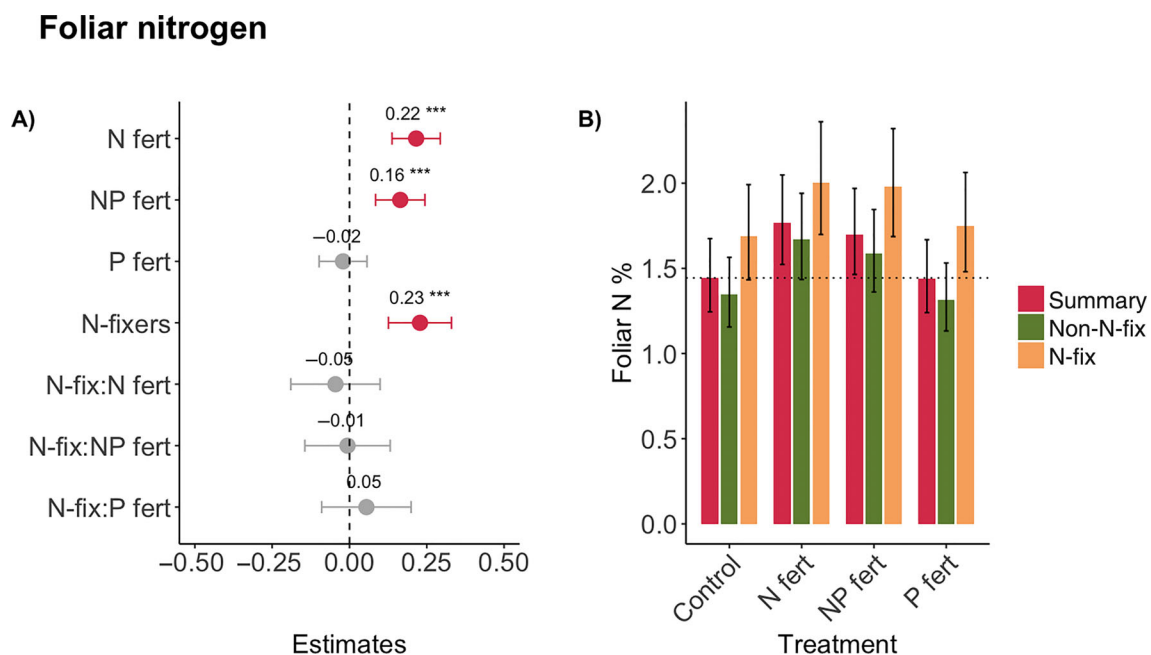 Foliar nitrogen
A)
N fert
NP fert
P fert
N-fixers
N-fix:N fert
N-fix:NP fert
N-fix:P fert
0.22 ***
0.16 ***
−0.02
0.23 ***
−0.05
−0.01
0.05
−0.50 −0.25 0.00 0.25 0.50
Estimates
B)
Foliar N %
2.0
1.5
1.0
0.5
0.0
Control
N fert
NP fert
P fert
Treatment
Summary
Non-N-fix
N-fix